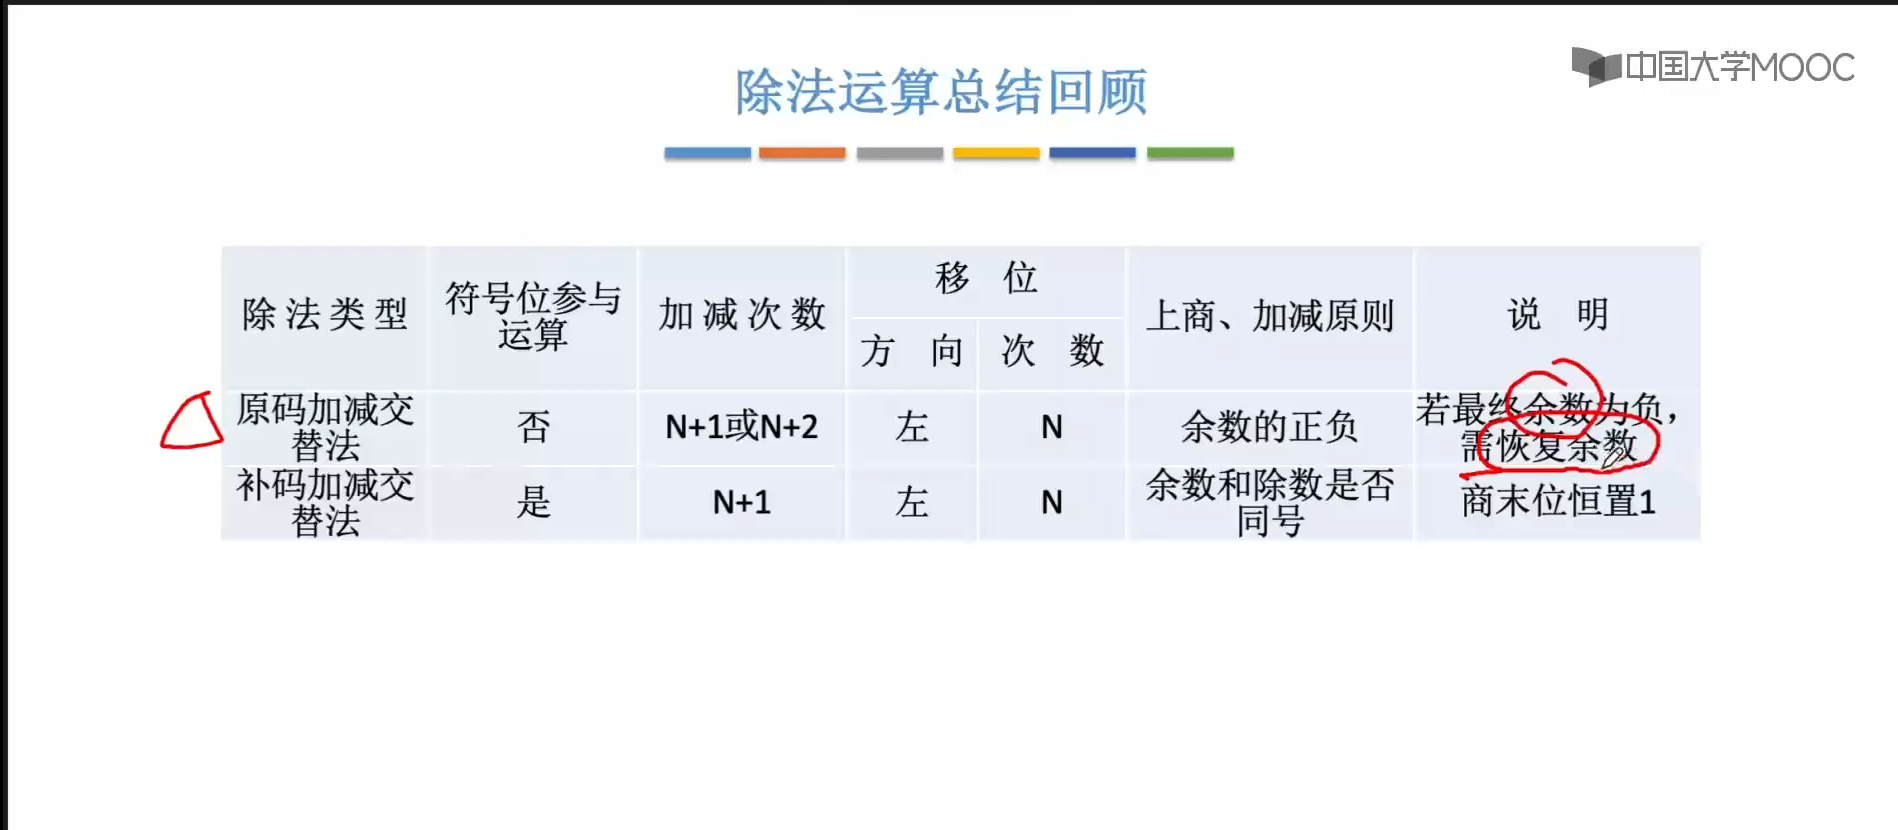 中国大学MOOC
除法运算总结回顾
除法类型
符号位参与
运算
加减次数
移 位
方 向
次 数
上商、加减原则
说 明
原码加减交
替法
否
N+1或N+2
左
N
余数的正负
若最终余数为负，
需恢复余数
补码加减交
替法
是
N+1
左
N
余数和除数是否
同号
商末位恒置1